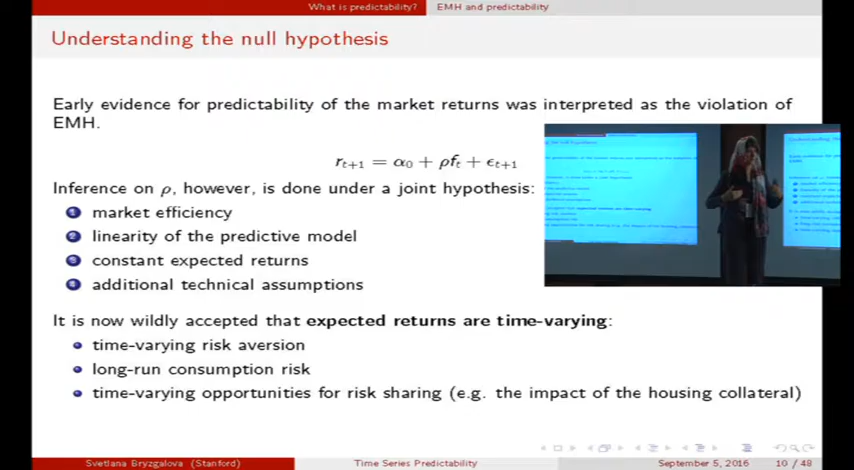 What is predictability? EMH and predictability
Understanding the null hypothesis
Early evidence for predictability of the market returns was interpreted as the violation of
EMH.
rₜ₊₁ = α₀ + ρfₜ + ϵₜ₊₁
Inference on ρ, however, is done under a joint hypothesis:
1 market efficiency
2 linearity of the predictive model
3 constant expected returns
4 additional technical assumptions
It is now wildly accepted that expected returns are time-varying:
time-varying risk aversion
long-run consumption risk
time-varying opportunities for risk sharing (e.g. the impact of the housing collateral)
Svetlana Bryzgalova (Stanford) Time Series Predictability September 5, 2016 10 / 48